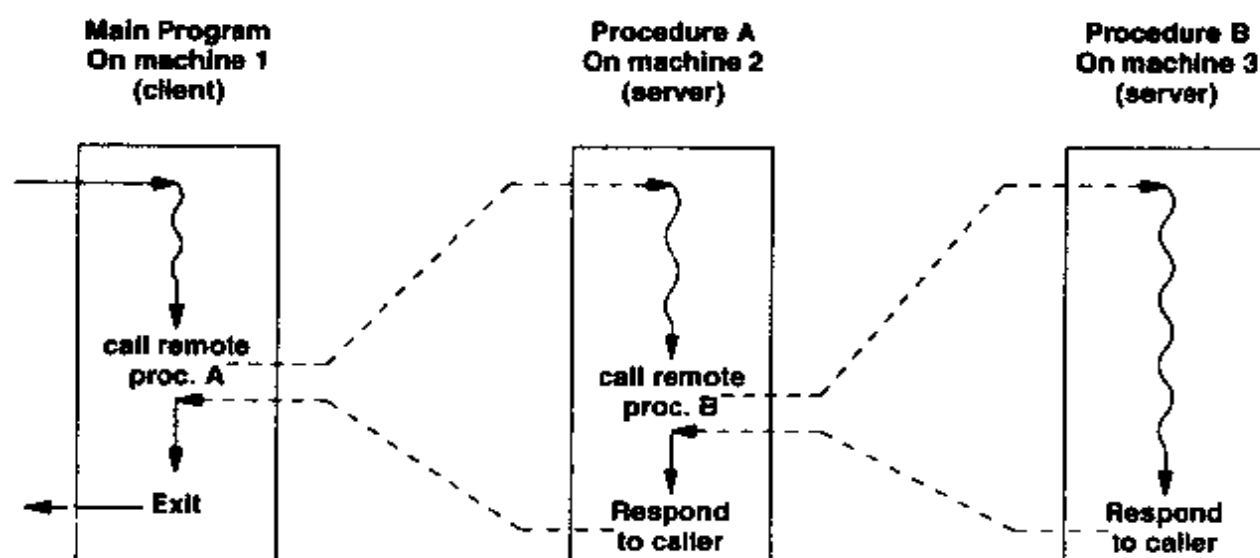 Main Program
On machine 1
(client)
Procedure A
On machine 2
(server)
Procedure B
On machine 3
(server)
call remote
proc. A
Exit
call remote
proc. B
Respond
to caller
Respond
to caller